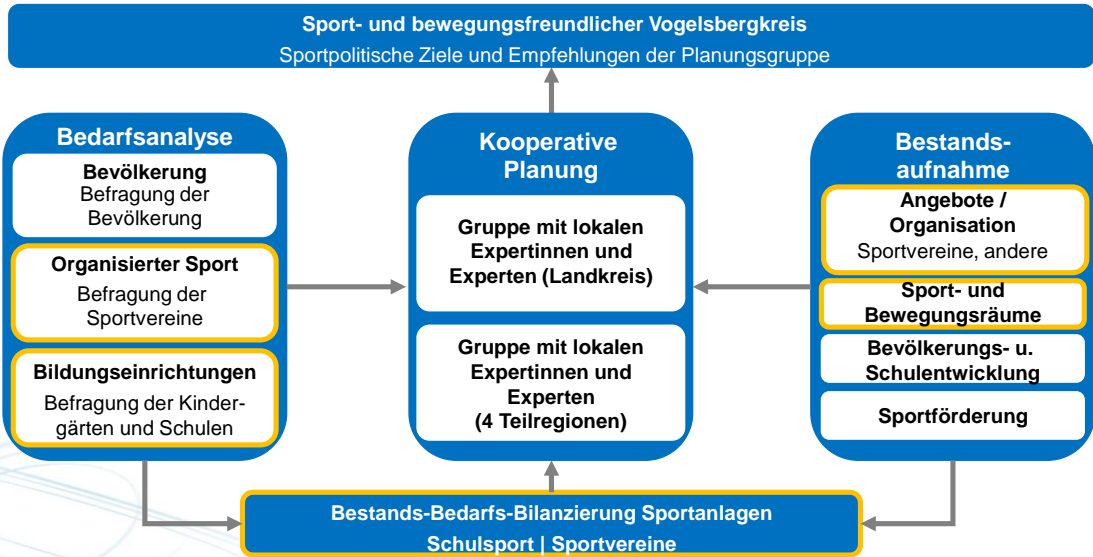 Sport- und bewegungsfreundlicher Vogelsbergkreis
Sportpolitische Ziele und Empfehlungen der Planungsgruppe
Bedarfsanalyse
Bevölkerung
Befragung der
Bevölkerung
Organisierter Sport
Befragung der
Sportvereine
Bildungseinrichtungen
Befragung der Kinder-
gärten und Schulen
Kooperative
Planung
Gruppe mit lokalen
Expertinnen und
Experten (Landkreis)
Gruppe mit lokalen
Expertinnen und
Experten
(4 Teilregionen)
Bestands-
aufnahme
Angebote /
Organisation
Sportvereine, andere
Sport- und
Bewegungsräume
Bevölkerungs- u.
Schulentwicklung
Sportförderung
Bestands-Bedarfs-Bilanzierung Sportanlagen
Schulsport | Sportvereine